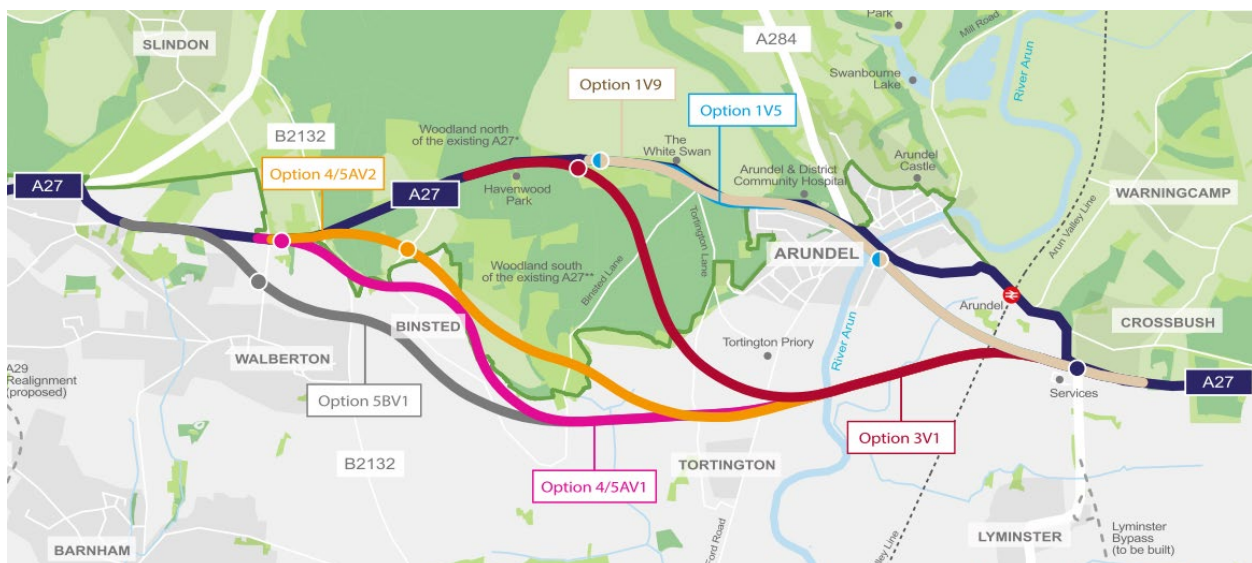 SLINDON
A284
Park
Mill Road
River Arun
Swanbourne
Lake
Option 1V9
Option 1V5
B2132
Woodland north
of the existing A27*
The
White Swan
Option 4/5AV2
A27
A27
Havenwood
Park
Arundel & District
Community Hospital
Arundel
Castle
WARNINGCAMP
Arun Valley Line
Tortington Lane
Woodland south
of the existing A27**
Binsted Lane
ARUNDEL
Arundel
CROSSBUSH
BINSTED
River Arun
WALBERTON
Tortington Priory
A29
Realignment
(proposed)
Option 5BV1
Services
A27
Option 3V1
B2132
Option 4/5AV1
TORTINGTON
Ford Road
lley Line
LYMINSTER
Lyminster
Bypass
(to be built)
BARNHAM